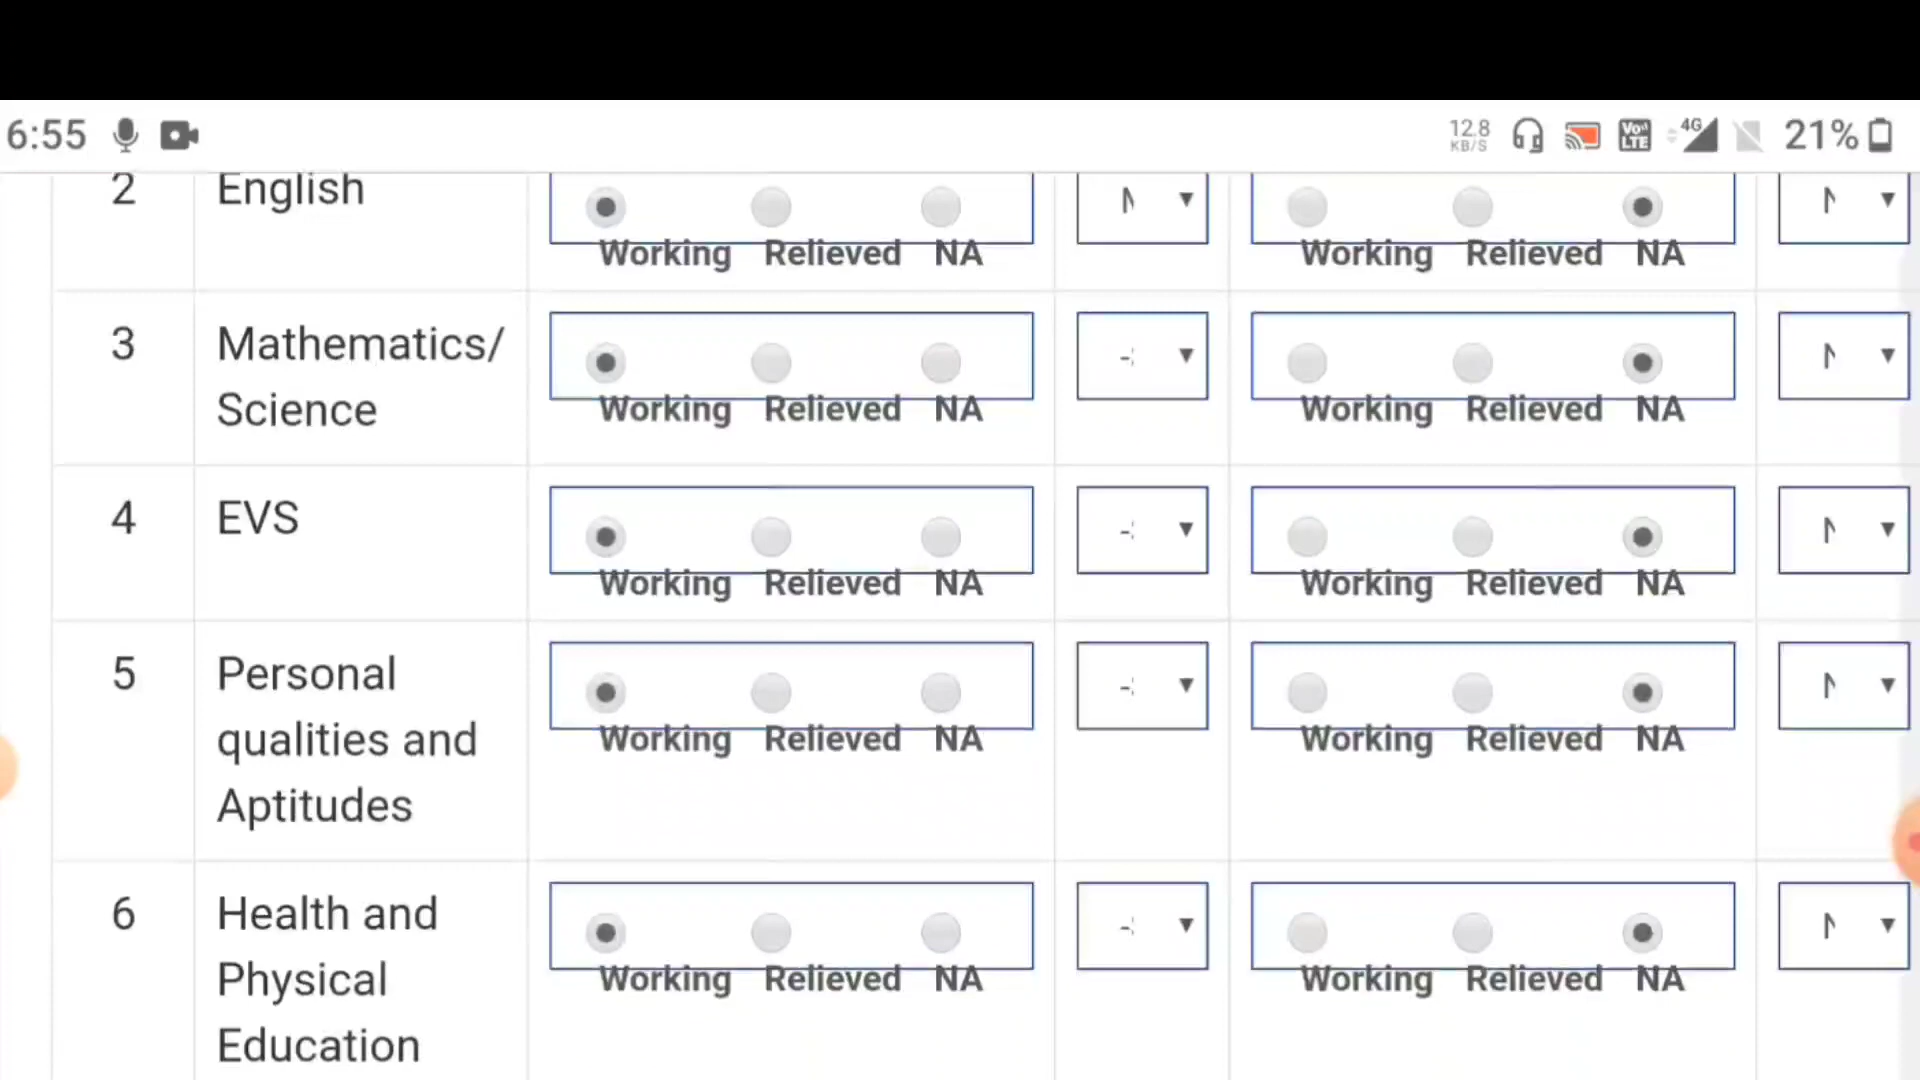 6:55 12.8 KB/S Vo)) LTE 4G 21%
2 English
Working Relieved NA Working Relieved NA
3 Mathematics/
Science
Working Relieved NA Working Relieved NA
4 EVS
Working Relieved NA Working Relieved NA
5 Personal
qualities and
Aptitudes
Working Relieved NA Working Relieved NA
6 Health and
Physical
Education
Working Relieved NA Working Relieved NA